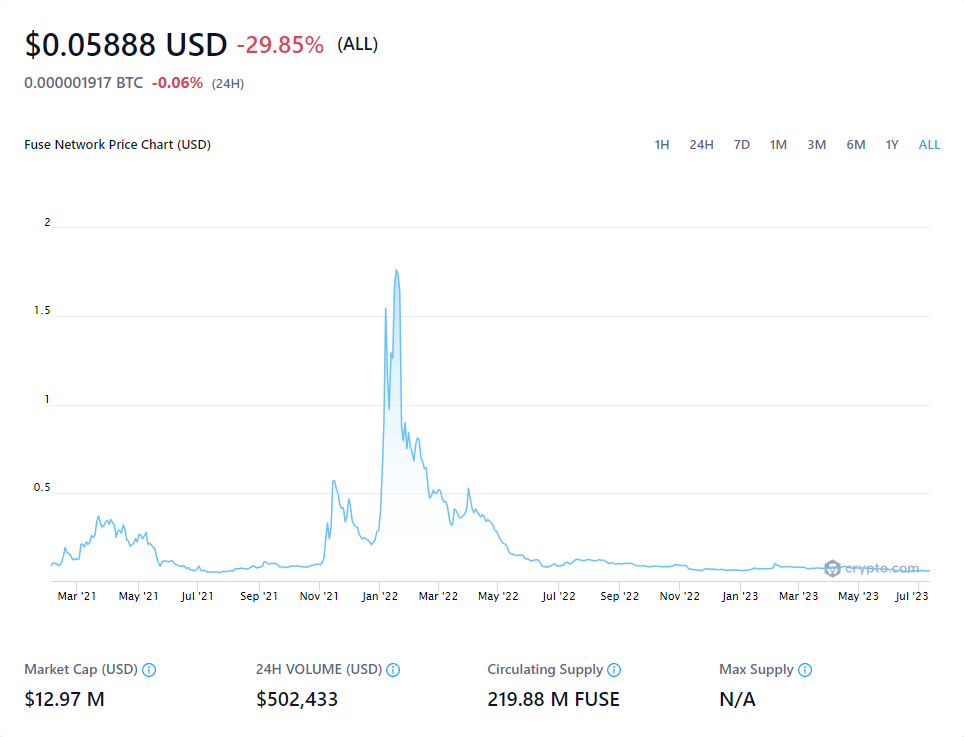 $0.05888 USD -29.85% (ALL)
0.000001917 BTC -0.06% (24H)
Fuse Network Price Chart (USD) 1H 24H 7D 1M 3M 6M 1Y ALL
2
1.5
1
0.5
crypto.com
Mar '21 May '21 Jul '21 Sep '21 Nov '21 Jan '22 Mar '22 May '22 Jul '22 Sep '22 Nov '22 Jan '23 Mar '23 May '23 Jul '23
Market Cap (USD) 24H VOLUME (USD) Circulating Supply Max Supply
$12.97 M $502,433 219.88 M FUSE N/A